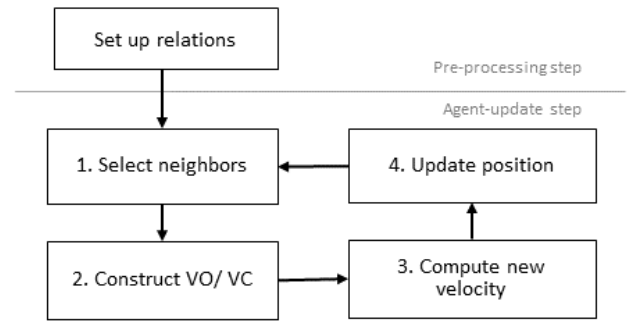 Set up relations
Pre-processing step
Agent-update step
1. Select neighbors
4. Update position
2. Construct VO/ VC
3. Compute new
velocity